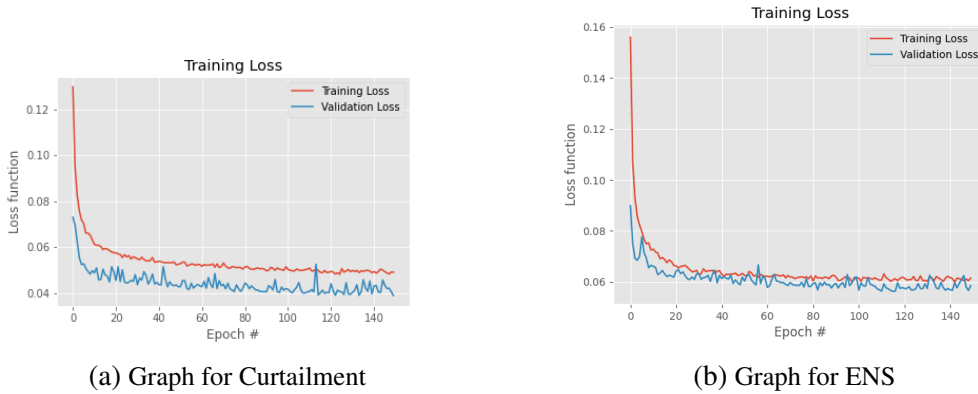 Training Loss
Training Loss
Validation Loss
0.12
0.10
0.08
0.06
0.04
Loss function
0 20 40 60 80 100 120 140
Epoch #
(a) Graph for Curtailment
Training Loss
Training Loss
Validation Loss
0.16
0.14
0.12
0.10
0.08
0.06
Loss function
0 20 40 60 80 100 120 140
Epoch #
(b) Graph for ENS